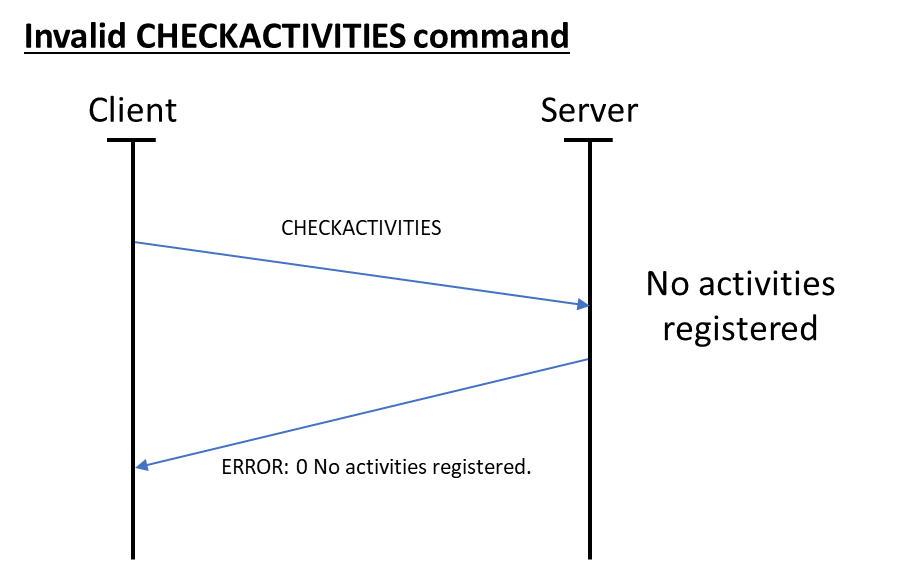 Invalid CHECKACTIVITIES command
Client
Server
CHECKACTIVITIES
No activities
registered
ERROR: 0 No activities registered.